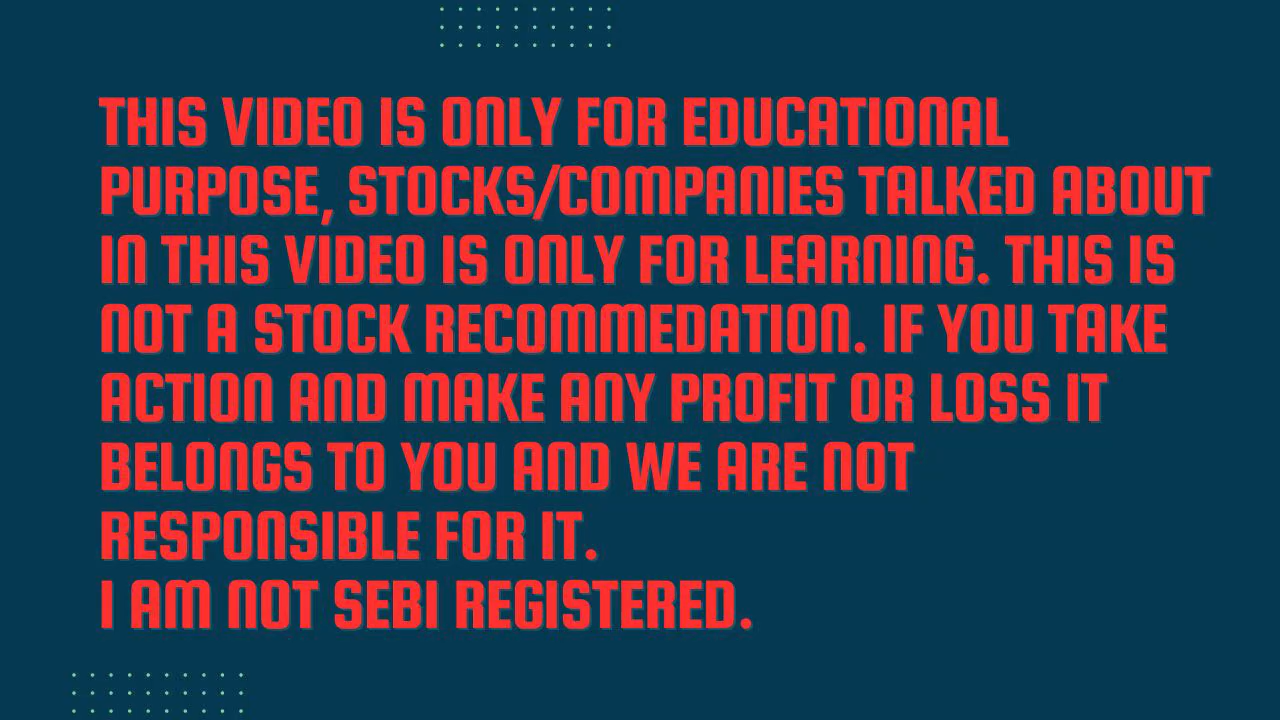 THIS VIDEO IS ONLY FOR EDUCATIONAL
PURPOSE, STOCKS/COMPANIES TALKED ABOUT
IN THIS VIDEO IS ONLY FOR LEARNING. THIS IS
NOT A STOCK RECOMMEDATION. IF YOU TAKE
ACTION AND MAKE ANY PROFIT OR LOSS IT
BELONGS TO YOU AND WE ARE NOT
RESPONSIBLE FOR IT.
I AM NOT SEBI REGISTERED.